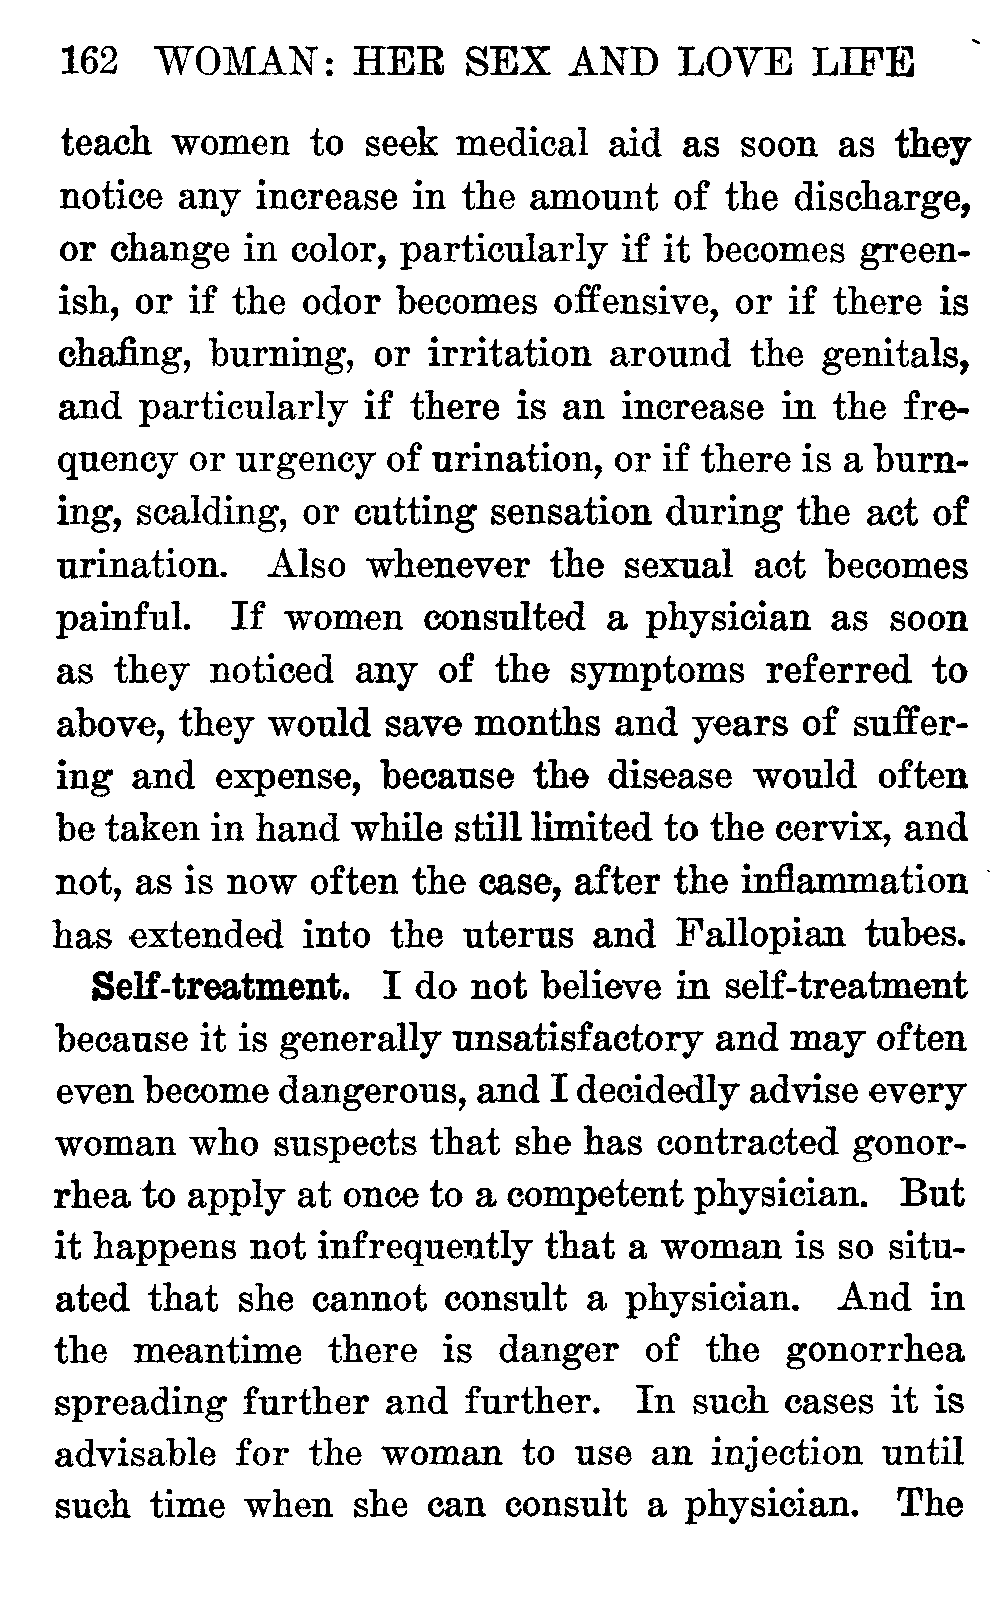 162 WOMAN: HER SEX AND LOVE LIFE
teach women to seek medical aid as soon as they
notice any increase in the amount of the discharge,
or change in color, particularly if it becomes green-
ish, or if the odor becomes offensive, or if there is
chafing, burning, or irritation around the genitals,
and particularly if there is an increase in the fre-
quency or urgency of urination, or if there is a burn-
ing, scalding, or cutting sensation during the act of
urination. Also whenever the sexual act becomes
painful. If women consulted a physician as soon
as they noticed any of the symptoms referred to
above, they would save months and years of suffer-
ing and expense, because the disease would often
be taken in hand while still limited to the cervix, and
not, as is now often the case, after the inflammation
has extended into the uterus and Fallopian tubes.
Self-treatment. I do not believe in self-treatment
because it is generally unsatisfactory and may often
even become dangerous, and I decidedly advise every
woman who suspects that she has contracted gonor-
rhea to apply at once to a competent physician. But
it happens not infrequently that a woman is so situ-
ated that she cannot consult a physician. And in
the meantime there is danger of the gonorrhea
spreading further and further. In such cases it is
advisable for the woman to use an injection until
such time when she can consult a physician. The